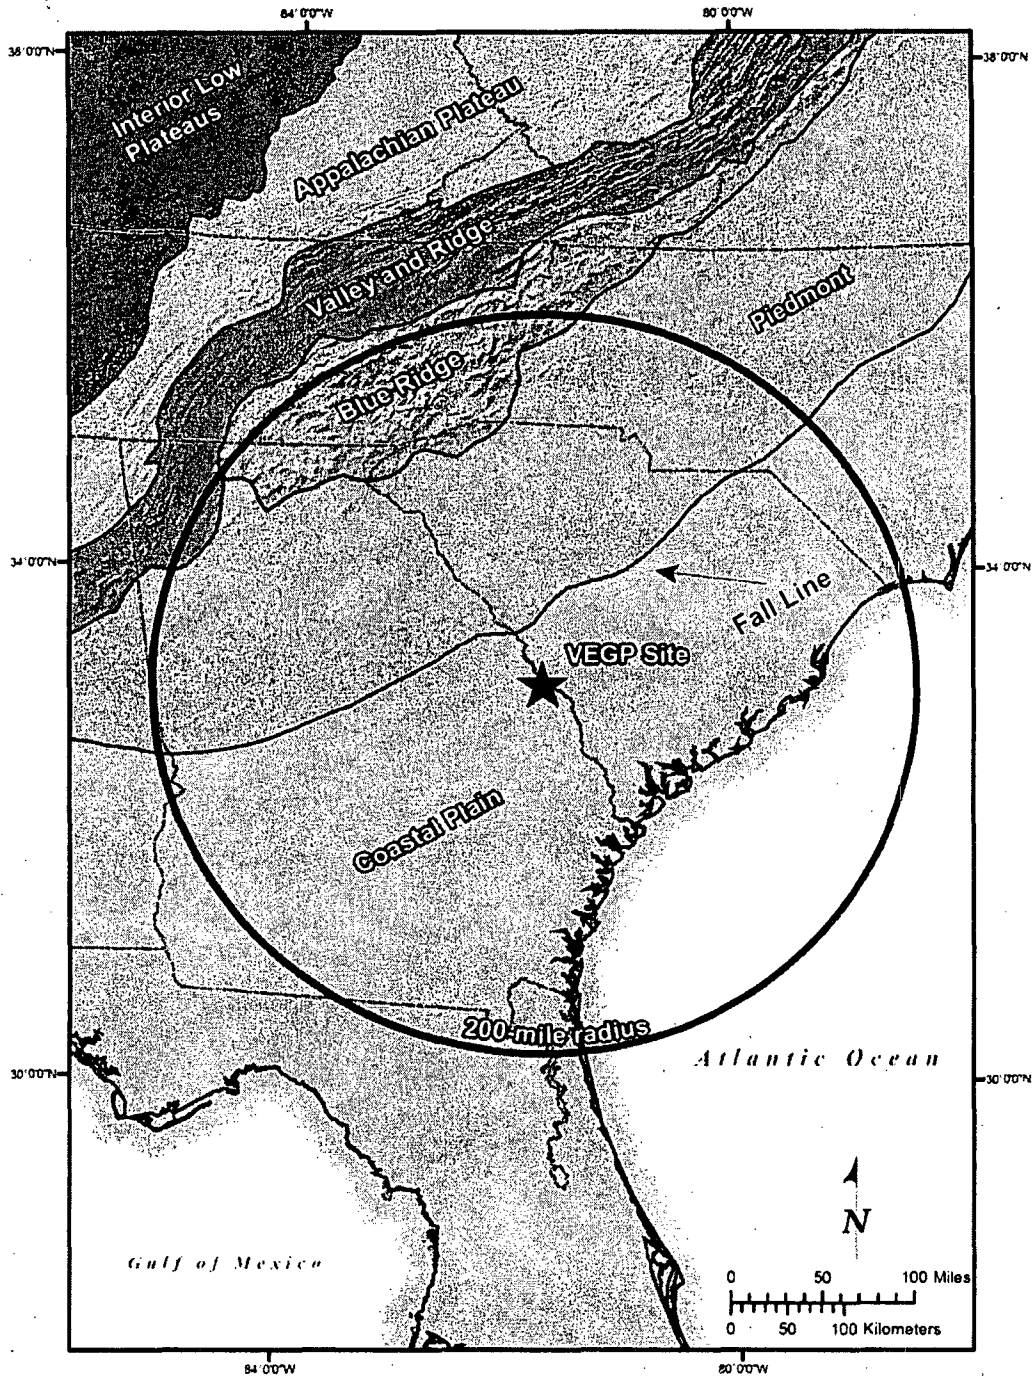 84°0'0"W
80°0'0"W
38°0'0"N
38°0'0"N
Interior Low
Plateaus
Appalachian Plateau
Valley and Ridge
Piedmont
Blue Ridge
34°0'0"N
34°0'0"N
Fall Line
VEGP Site
Coastal Plain
200-mile radius
Atlantic Ocean
30°0'0"N
30°0'0"N
N
Gulf of Mexico
0 50 100 Miles
0 50 100 Kilometers
84°0'0"W
80°0'0"W